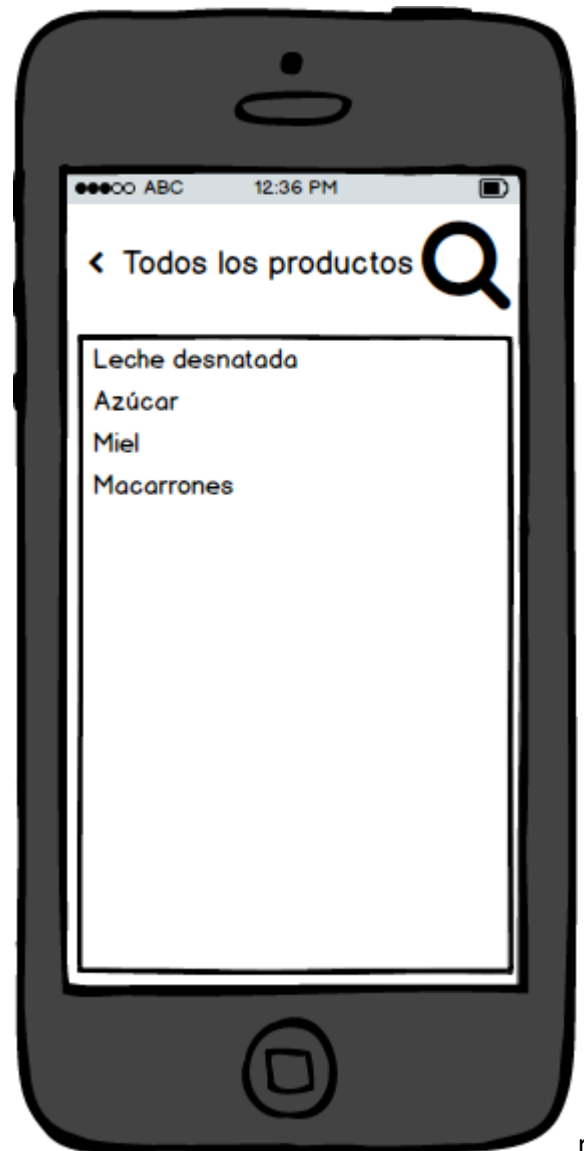 ABC 12:36 PM
< Todos los productos
Leche desnatada
Azúcar
Miel
Macarrones
r